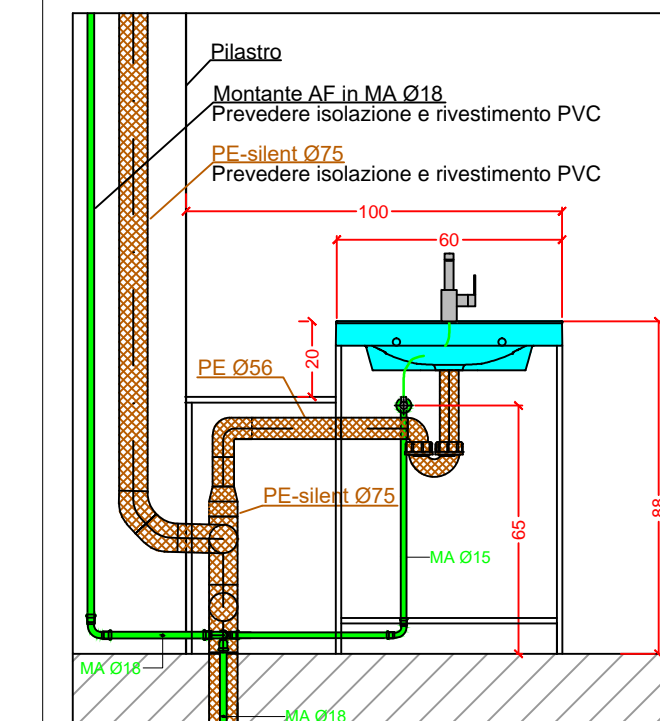 Pilastro
Montante AF in MA Ø18
Prevedere isolazione e rivestimento PVC
PE-silent Ø75
Prevedere isolazione e rivestimento PVC
100
60
20
PE Ø56
PE-silent Ø75
88
65
MA Ø15
MA Ø18
MA Ø18